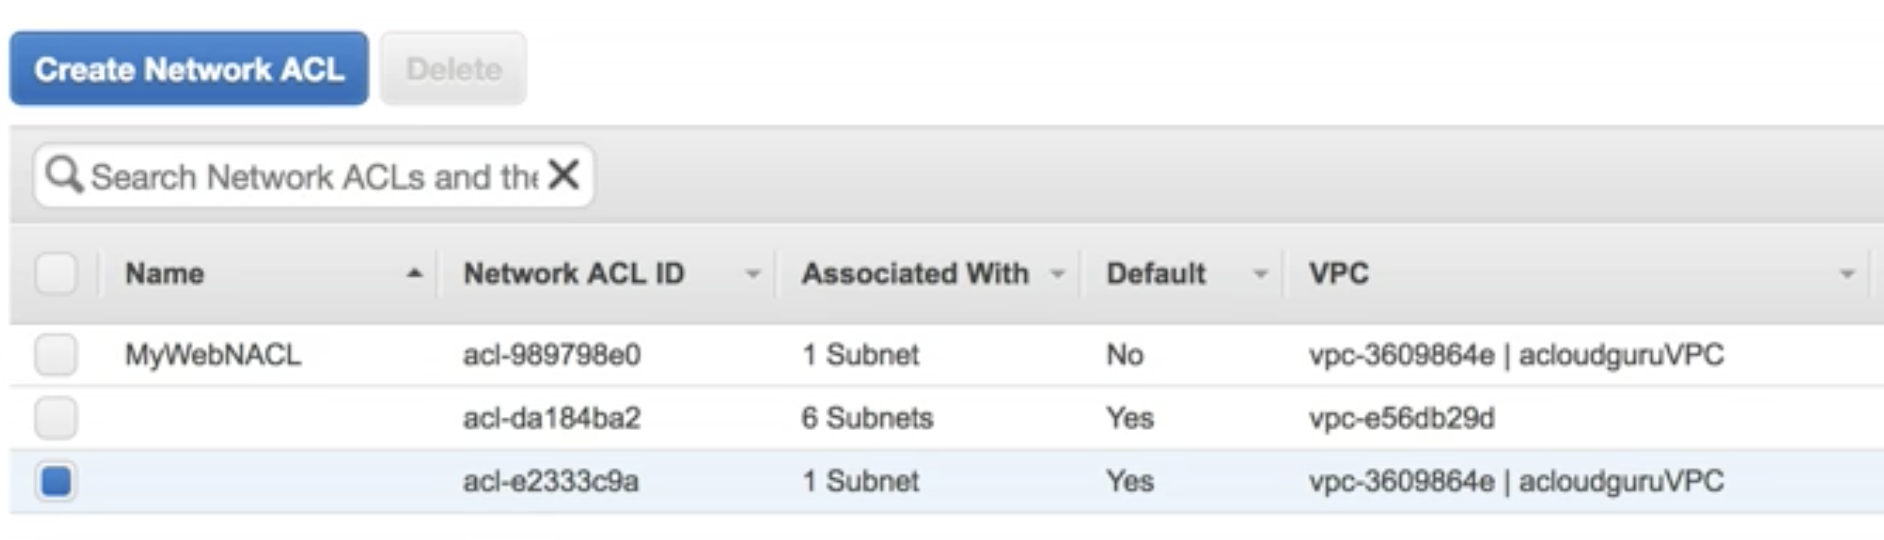 Create Network ACL Delete
Search Network ACLs and the
Name Network ACL ID Associated With Default VPC
MyWebNACL acl-989798e0 1 Subnet No vpc-3609864e | acloudguruVPC
acl-da184ba2 6 Subnets Yes vpc-e56db29d
acl-e2333c9a 1 Subnet Yes vpc-3609864e | acloudguruVPC